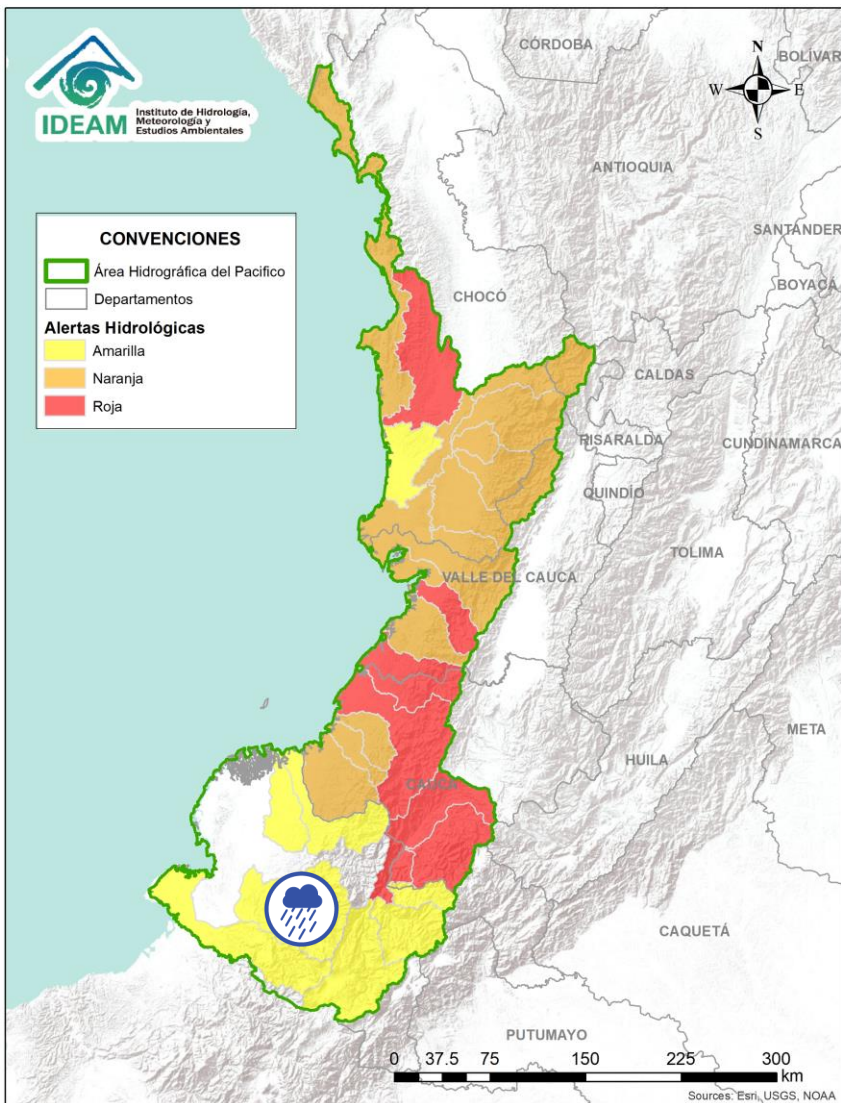 IDEAM
Instituto de Hidrología,
Meteorología y
Estudios Ambientales
CÓRDOBA
BOLÍVAR
N
W E
S
ANTIOQUIA
SANTANDER
BOYACÁ
CONVENCIONES
Área Hidrográfica del Pacifico
Departamentos
Alertas Hidrológicas
Amarilla
Naranja
Roja
CHOCÓ
CALDAS
RISARALDA
CUNDINAMARCA
QUINDÍO
TOLIMA
VALLE DEL CAUCA
META
HUILA
CAUCA
CAQUETÁ
PUTUMAYO
0 37.5 75 150 225 300
km
Sources: Esri, USGS, NOAA